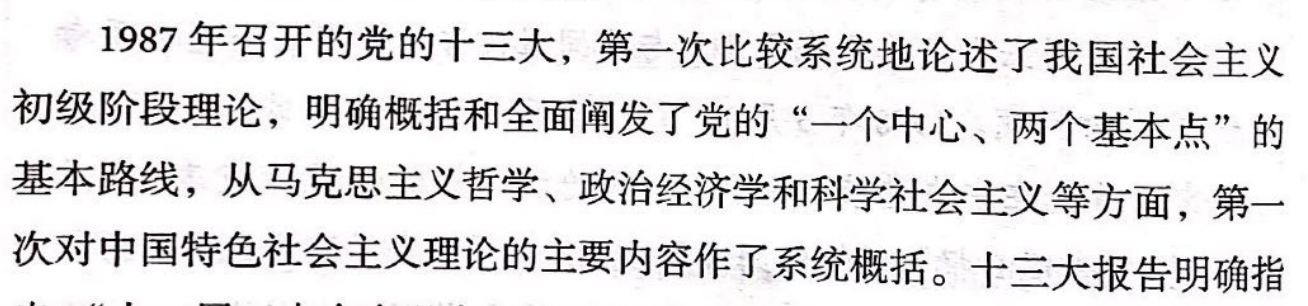 1987年召开的党的十三大，第一次比较系统地论述了我国社会主义
初级阶段理论，明确概括和全面阐发了党的“一个中心、两个基本点”的
基本路线，从马克思主义哲学、政治经济学和科学社会主义等方面，第一
次对中国特色社会主义理论的主要内容作了系统概括。十三大报告明确指